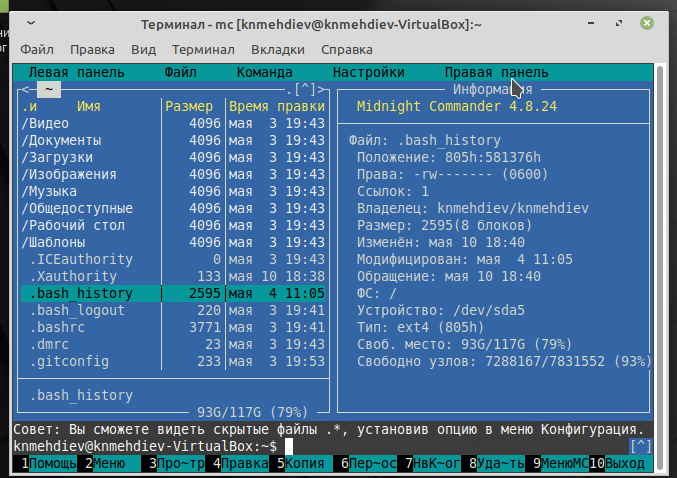 Терминал - mc [knmehdiev@knmehdiev-VirtualBox]:~
Файл Правка Вид Терминал Вкладки Справка
Левая панель Файл Команда Настройки Правая панель
<─ ~ .[^]>
.и Имя Размер Время правки
/Видео 4096 мая 3 19:43
/Документы 4096 мая 3 19:43
/Загрузки 4096 мая 3 19:43
/Изображения 4096 мая 3 19:43
/Музыка 4096 мая 3 19:43
/Общедоступные 4096 мая 3 19:43
/Рабочий стол 4096 мая 3 19:43
/Шаблоны 4096 мая 3 19:43
.ICEauthority 0 мая 3 19:43
.Xauthority 133 мая 10 18:38
.bash_history 2595 мая 4 11:05
.bash_logout 220 мая 3 19:41
.bashrc 3771 мая 3 19:41
.dmrc 23 мая 3 19:43
.gitconfig 233 мая 3 19:53
.bash_history
93G/117G (79%)
Информация
Midnight Commander 4.8.24
Файл: .bash_history
Положение: 805h:581376h
Права: -rw------- (0600)
Ссылок: 1
Владелец: knmehdiev/knmehdiev
Размер: 2595(8 блоков)
Изменён: мая 10 18:40
Модифицирован: мая 4 11:05
Обращение: мая 10 18:40
ФС: /
Устройство: /dev/sda5
Тип: ext4 (805h)
Своб. место: 93G/117G (79%)
Свободно узлов: 7288167/7831552 (93%)
Совет: Вы сможете видеть скрытые файлы .*, установив опцию в меню Конфигурация.
knmehdiev@knmehdiev-VirtualBox:~$ [^]
1Помощь 2Меню 3Про~тр 4Правка 5Копия 6Пер~ос 7НвК~ог 8Уда~ть 9МенюMC 10Выход